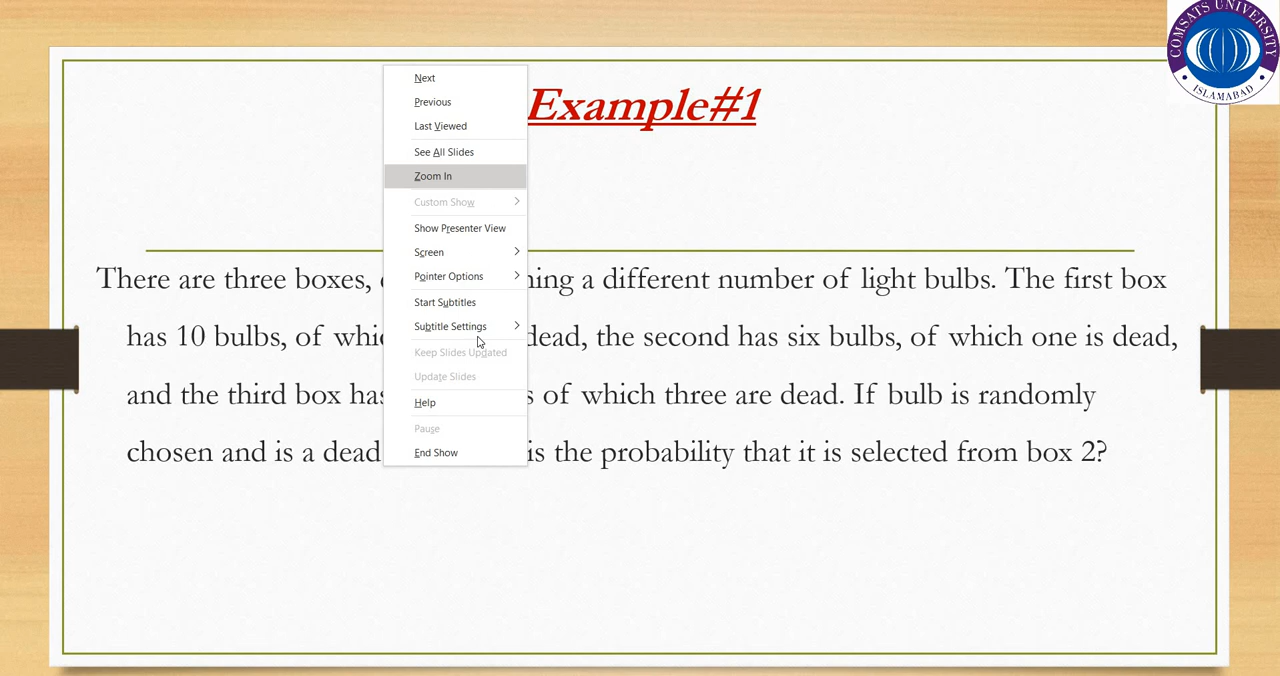 COMSATS UNIVERSITY
ISLAMABAD
Example#1
Next
Previous
Last Viewed
See All Slides
Zoom In
Custom Show
Show Presenter View
Screen
Pointer Options
Start Subtitles
Subtitle Settings
Keep Slides Updated
Update Slides
Help
Pause
End Show
There are three boxes, a different number of light bulbs. The first box
has 10 bulbs, of dead, the second has six bulbs, of which one is dead,
and the third box of which three are dead. If bulb is randomly
chosen and is a dead is the probability that it is selected from box 2?